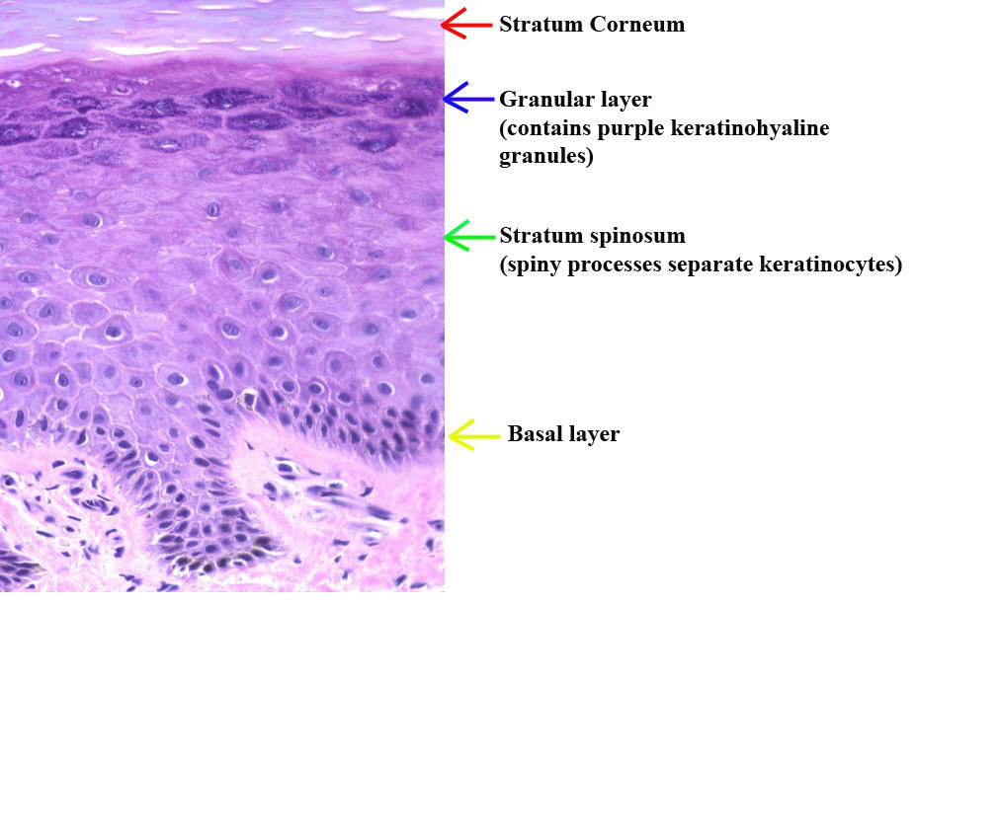 Stratum Corneum
Granular layer
(contains purple keratinohyaline
granules)
Stratum spinosum
(spiny processes separate keratinocytes)
Basal layer